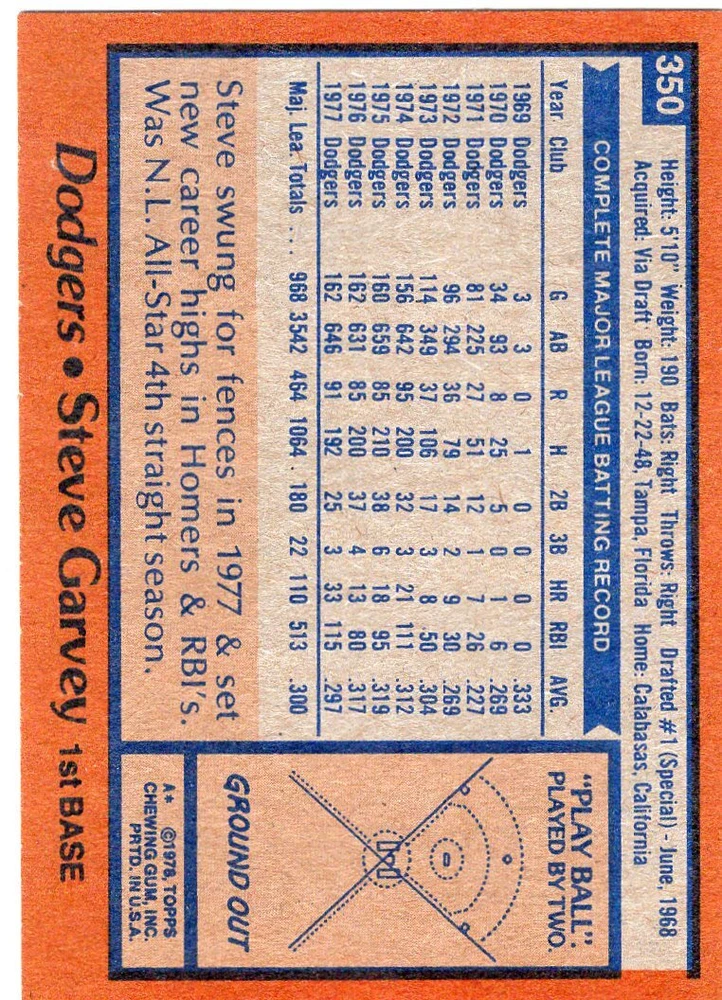 350
Height: 5'10" Weight: 190 Bats: Right Throws: Right Drafted #1 (Special) - June, 1968
Acquired: Via Draft Born: 12-22-48, Tampa, Florida Home: Calabasas, California
COMPLETE MAJOR LEAGUE BATTING RECORD
Year Club G AB R H 2B 3B HR RBI AVG.
1969 Dodgers 3 3 0 1 0 0 0 0 .333
1970 Dodgers 34 93 8 25 5 0 1 6 .269
1971 Dodgers 81 225 27 51 12 1 7 26 .227
1972 Dodgers 96 294 36 79 14 2 9 30 .269
1973 Dodgers 114 349 37 106 17 3 8 50 .304
1974 Dodgers 156 642 95 200 32 3 21 111 .312
1975 Dodgers 160 659 85 210 38 6 18 95 .319
1976 Dodgers 162 631 85 200 37 4 13 80 .317
1977 Dodgers 162 646 91 192 25 3 33 115 .297
Maj. Lea. Totals ... 968 3542 464 1064 180 22 110 513 .300
Steve swung for fences in 1977 & set
new career highs in Homers & RBI's.
Was N.L. All-Star 4th straight season.
"PLAY BALL"
PLAYED BY TWO.
GROUND OUT
A* ©1978, TOPPS
CHEWING GUM, INC.
PRTD. IN U.S.A.
Dodgers • Steve Garvey 1st BASE